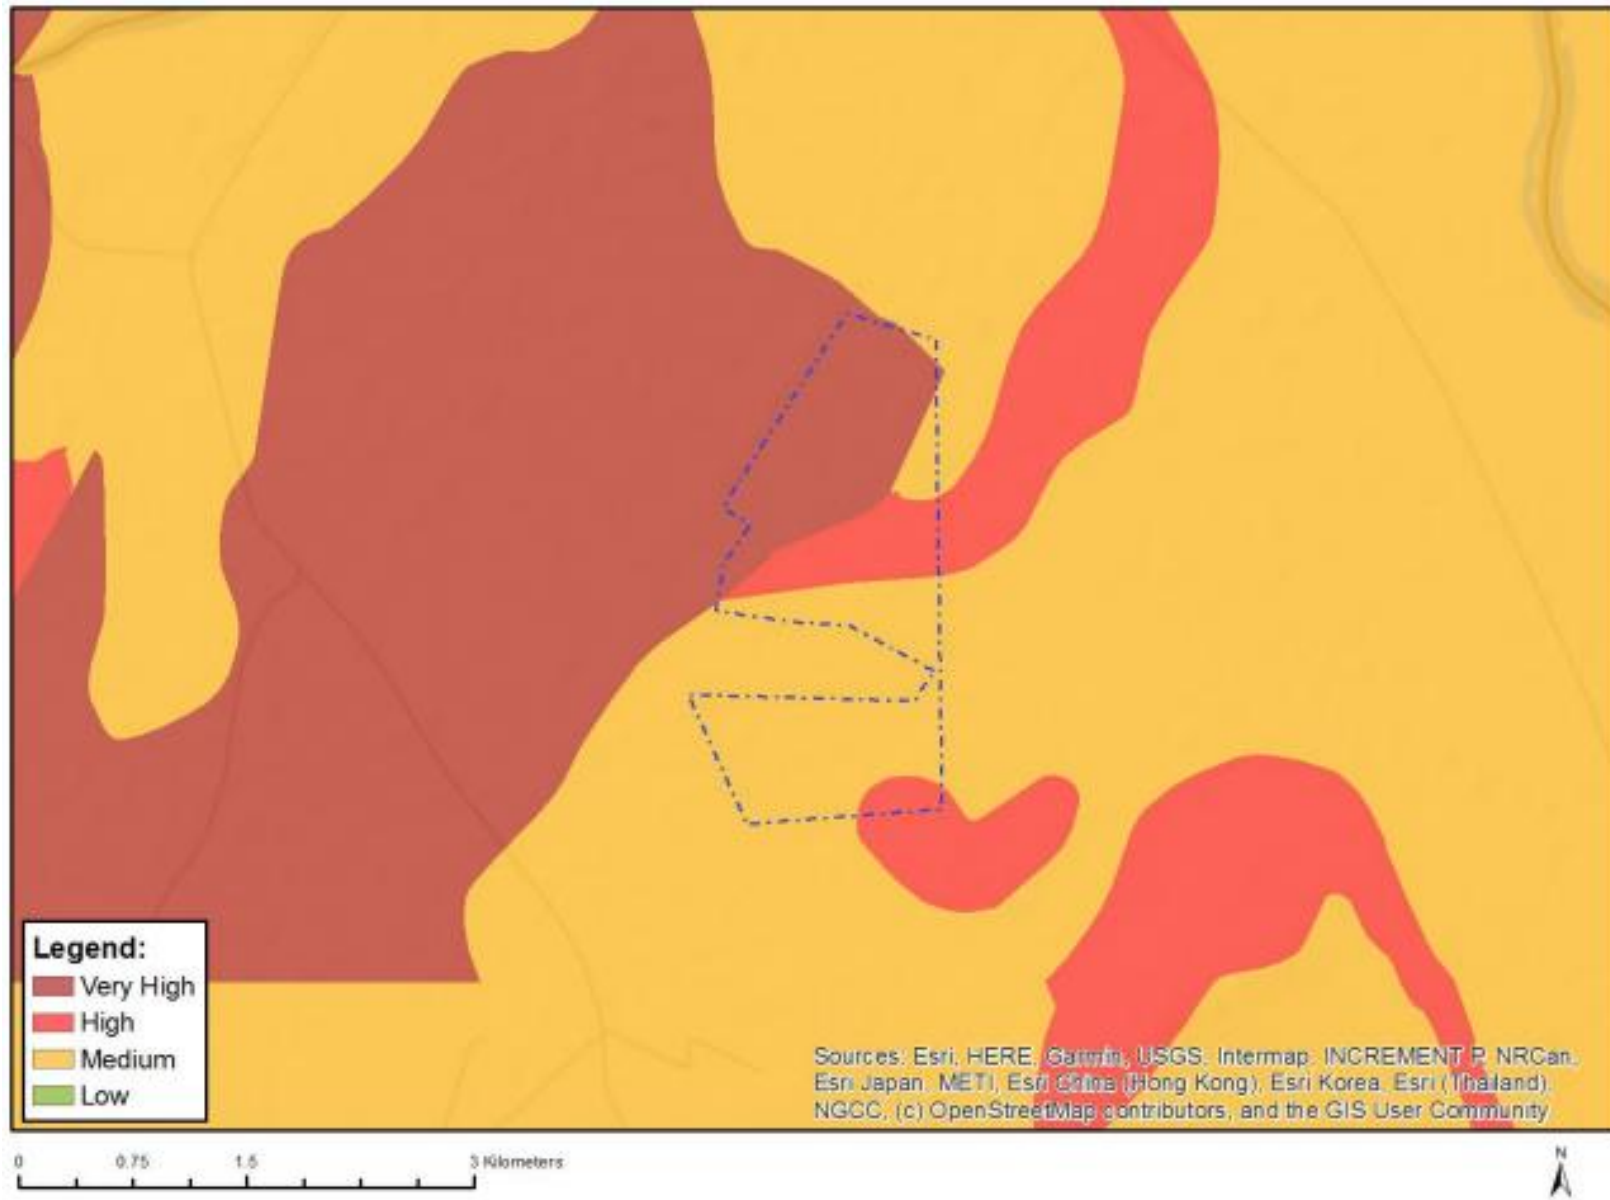 Legend:
Very High
High
Medium
Low
Sources: Esri, HERE, Garmin, USGS, Intermap, INCREMENT P, NRCan,
Esri Japan, METI, Esri China (Hong Kong), Esri Korea, Esri (Thailand),
NGCC, (c) OpenStreetMap contributors, and the GIS User Community
0 0.75 1.5 3 Kilometers
N